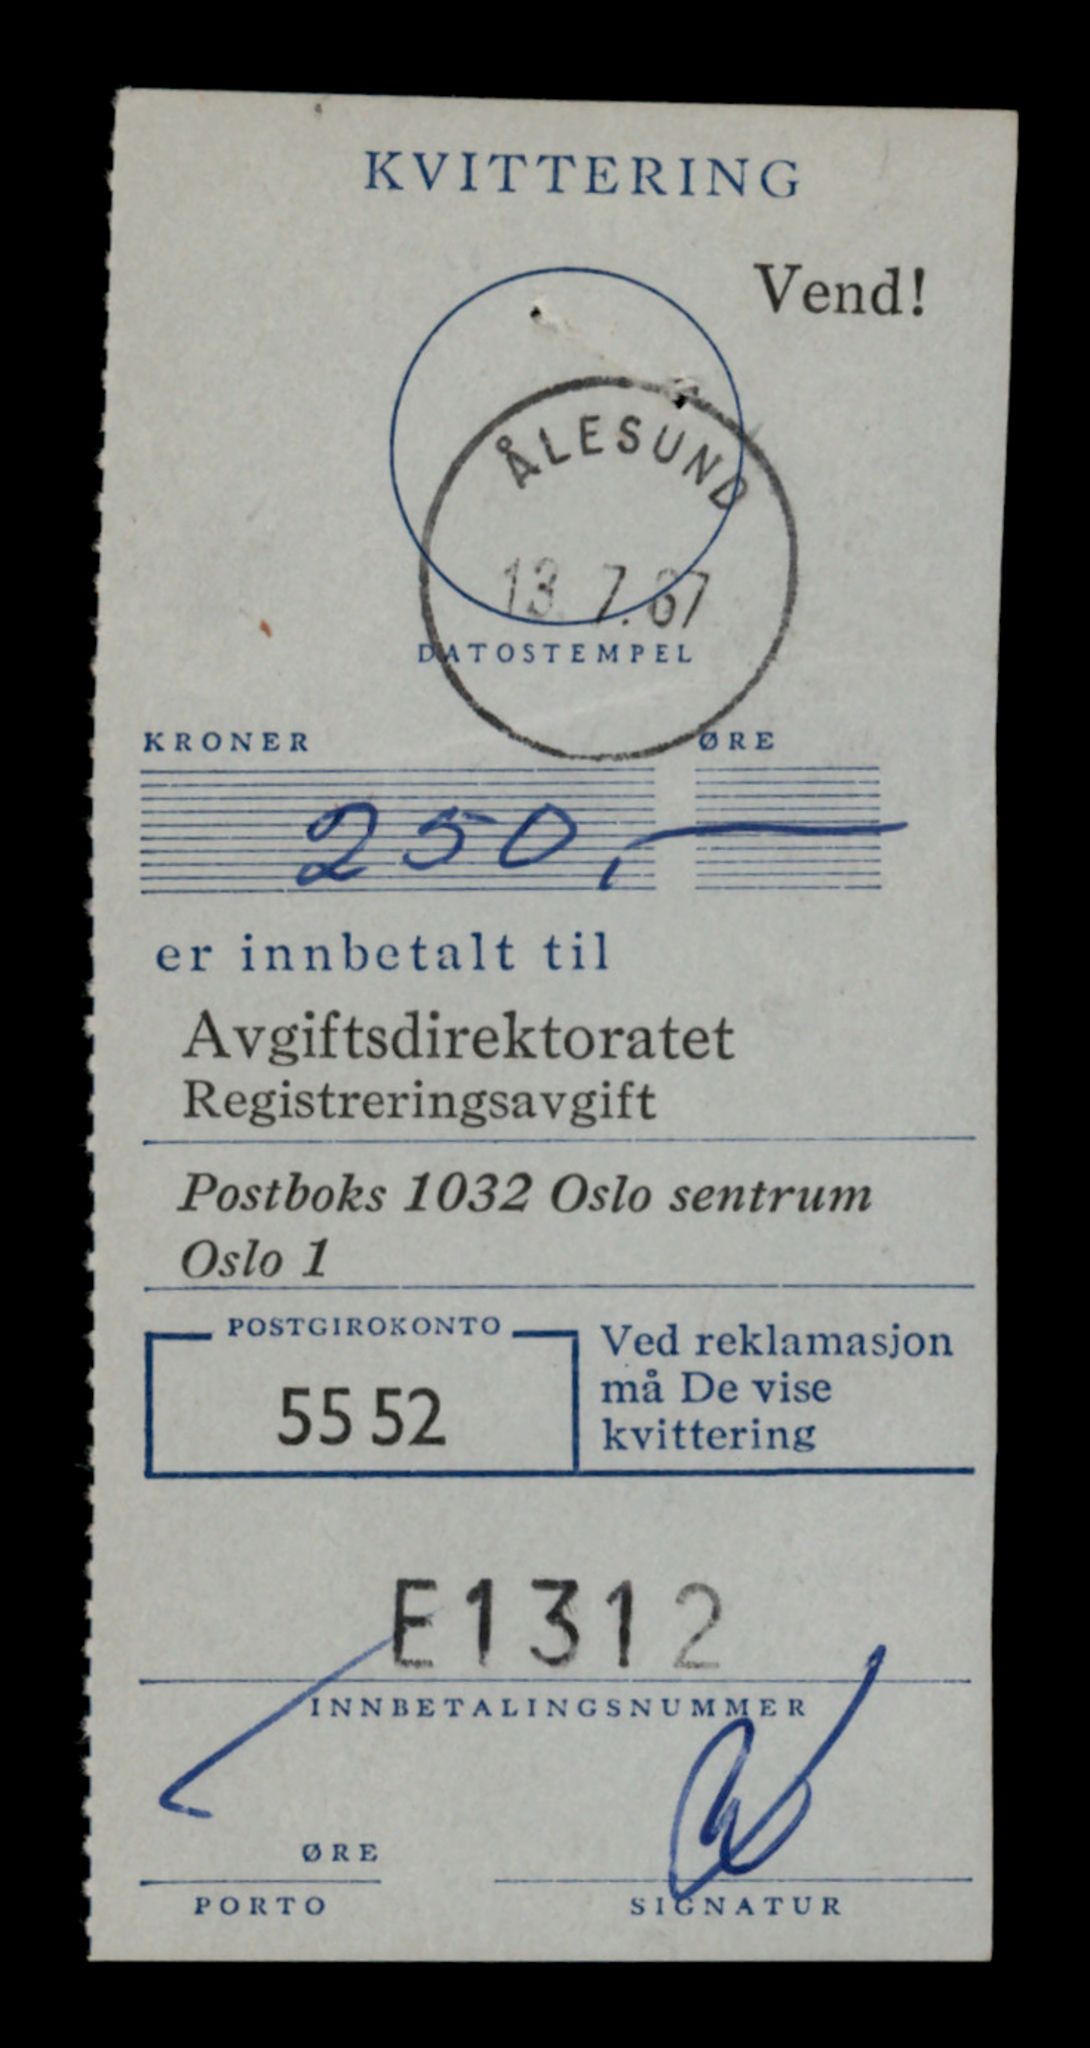 KVITTERING
Vend!
ÅLESUND
13. 7. 67
DATOSTEMPEL
KRONER ØRE
250,-
er innbetalt til
Avgiftsdirektoratet
Registreringsavgift
Postboks 1032 Oslo sentrum
Oslo 1
POSTGIROKONTO
55 52
Ved reklamasjon
må De vise
kvittering
E1312
INNBETALINGSNUMMER
ØRE
PORTO SIGNATUR